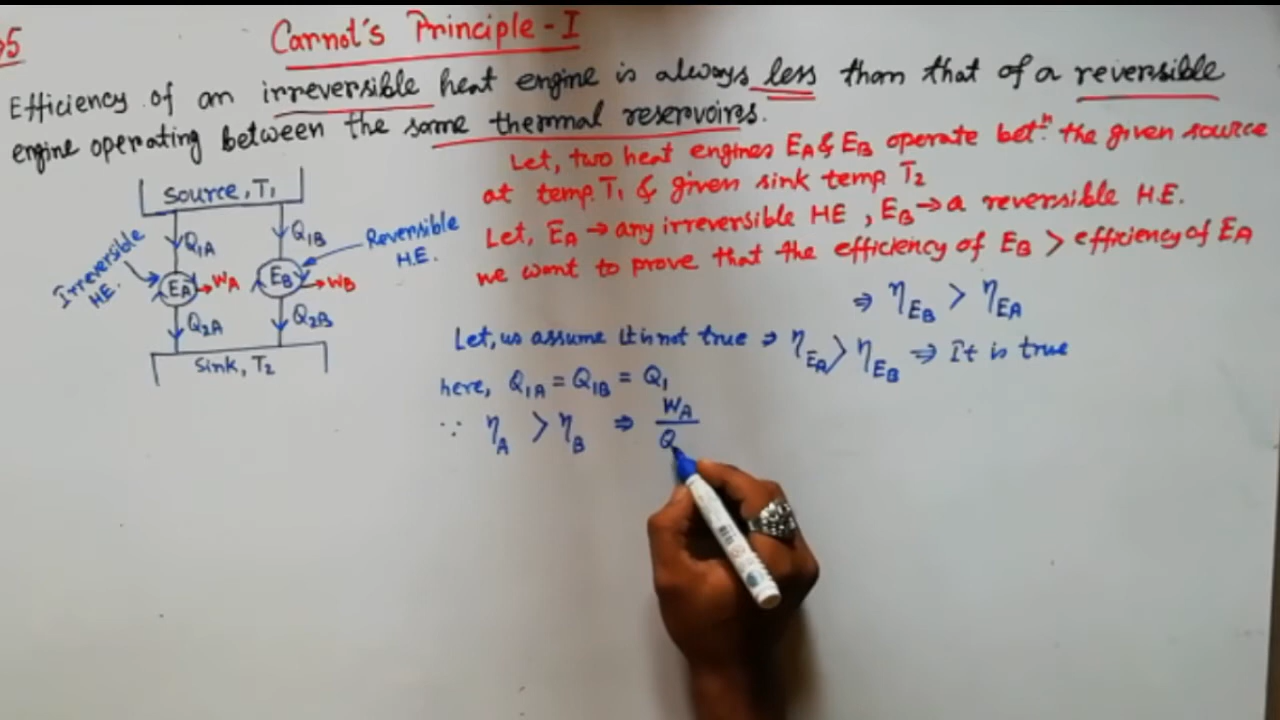 5
Carnot's Principle - I
Efficiency of an irreversible heat engine is always less than that of a reversible
engine operating between the same thermal reservoires.
Let, two heat engines EA & EB operate betn. the given source
at temp. T1 & given sink temp. T2
Let, EA → any irreversible HE, EB → a reversible H.E.
we want to prove that the efficiency of EB > efficiency of EA
⇒ ηEB > ηEA
Source, T1
Q1A
Q1B
Irreversible
HE.
Reversible
H.E.
EA
WA
EB
WB
Q2A
Q2B
Sink, T2
Let, us assume it is not true ⇒ ηEA > ηEB ⇒ It is true
here, Q1A = Q1B = Q1
∵ ηA > ηB ⇒ WA
Q